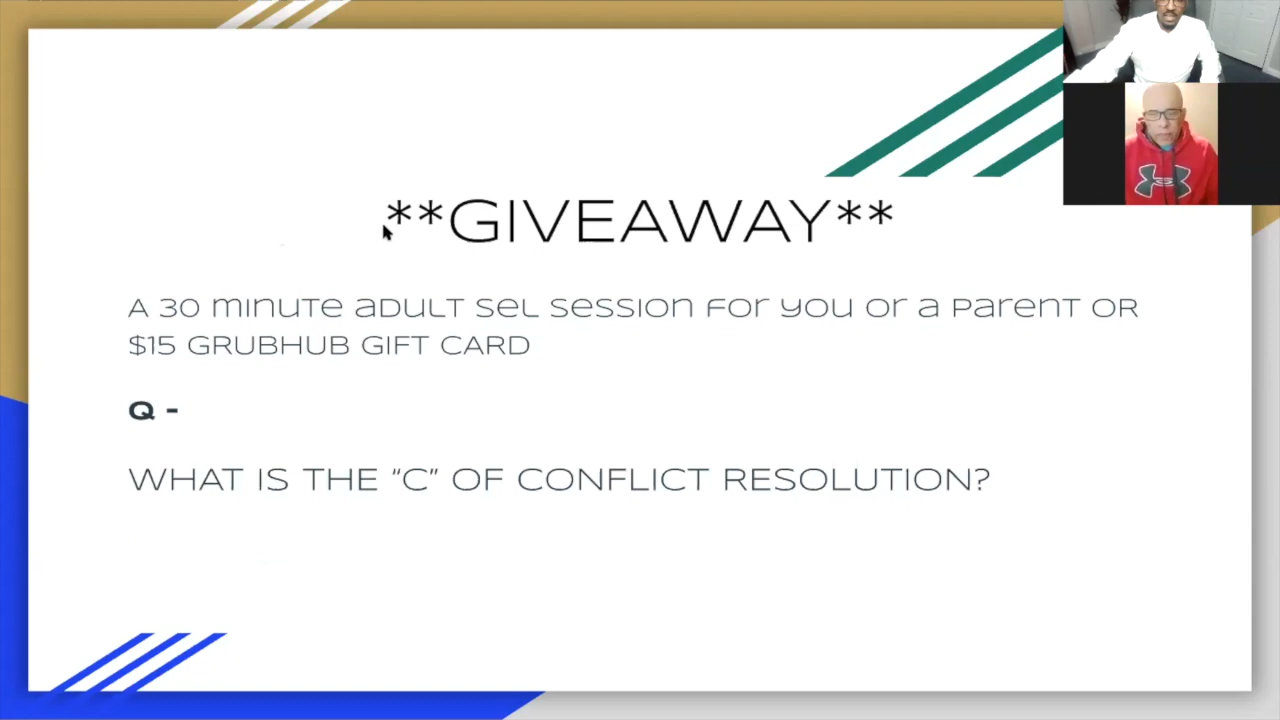 **GIVEAWAY**
A 30 minute adult SEL session for you or a parent OR
$15 GRUBHUB GIFT CARD
Q -
WHAT IS THE “C” OF CONFLICT RESOLUTION?